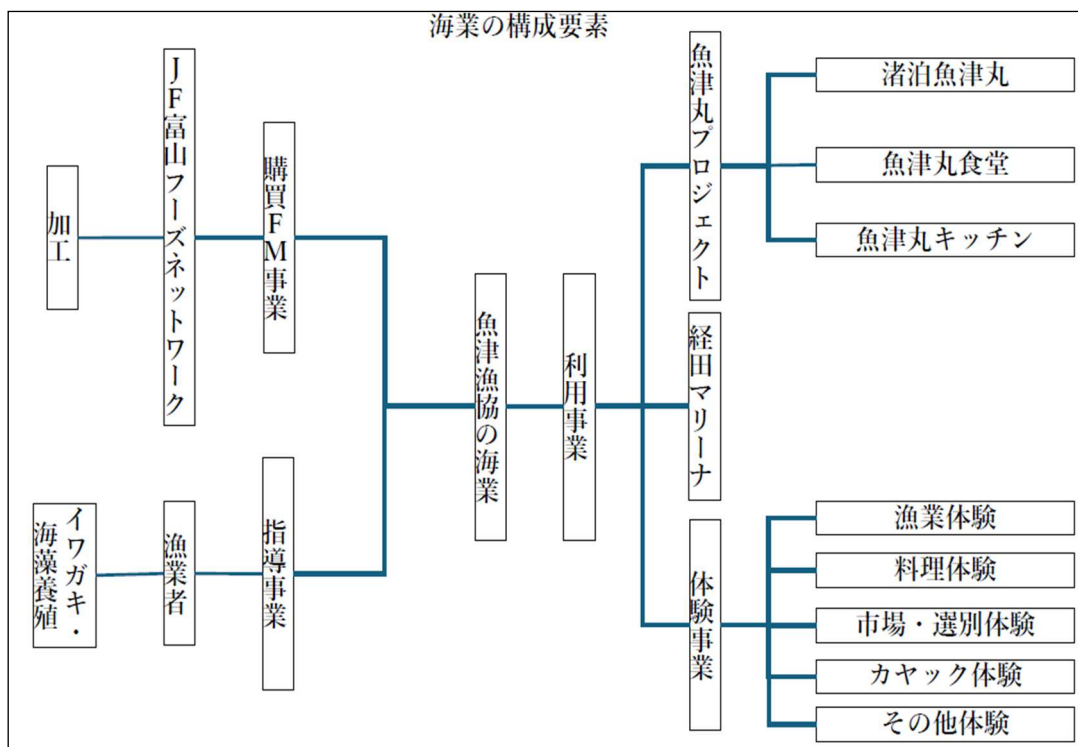 海業の構成要素
加工
JF富山フーズネットワーク
購買FM事業
イワガキ・
海藻養殖
漁業者
指導事業
魚津漁協の海業
利用事業
魚津丸プロジェクト
渚泊魚津丸
魚津丸食堂
魚津丸キッチン
経田マリーナ
体験事業
漁業体験
料理体験
市場・選別体験
カヤック体験
その他体験